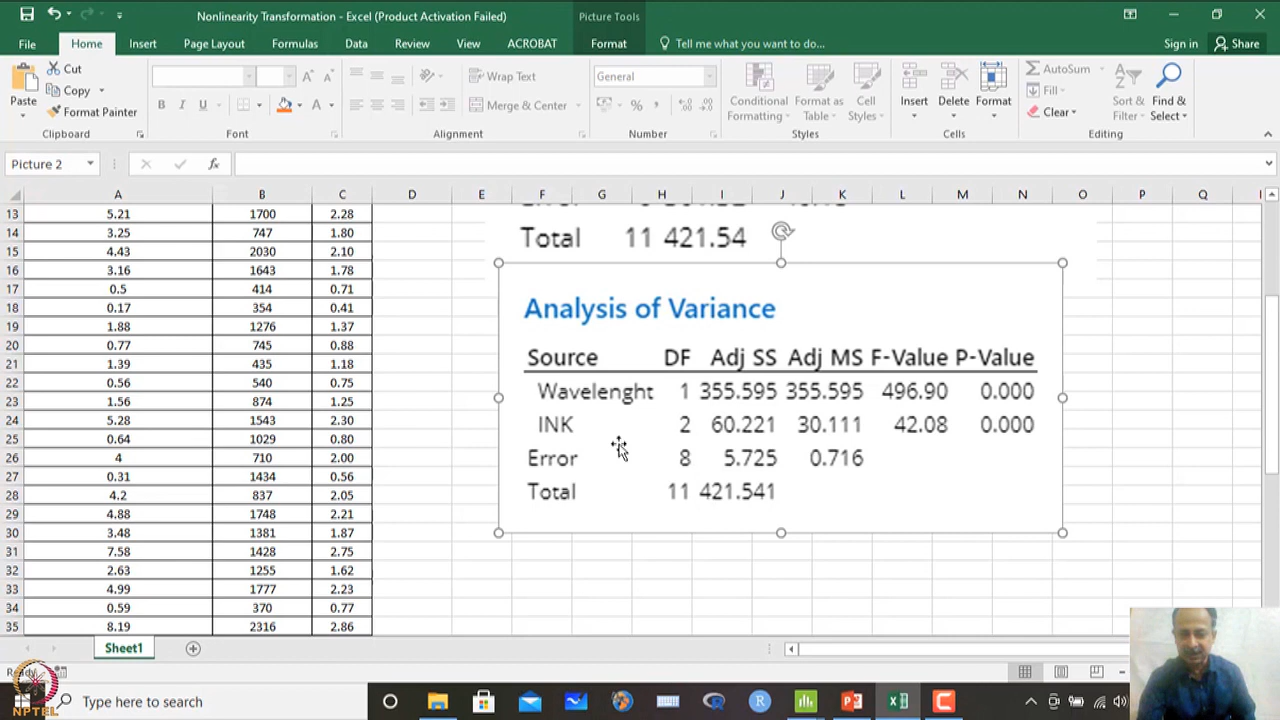 Nonlinearity Transformation - Excel (Product Activation Failed)
Picture Tools
File Home Insert Page Layout Formulas Data Review View ACROBAT Format Tell me what you want to do... Sign in Share
Cut
Copy
Format Painter
Paste
B I U
A A
A
Wrap Text
Merge & Center
General
%
Conditional Formatting
Format as Table
Cell Styles
Insert
Delete
Format
AutoSum
Fill
Clear
Sort & Filter
Find & Select
Clipboard Font Alignment Number Styles Cells Editing
Picture 2 fx
A B C D E F G H I J K L M N O P Q
13 5.21 1700 2.28
14 3.25 747 1.80
15 4.43 2030 2.10
16 3.16 1643 1.78
17 0.5 414 0.71
18 0.17 354 0.41
19 1.88 1276 1.37
20 0.77 745 0.88
21 1.39 435 1.18
22 0.56 540 0.75
23 1.56 874 1.25
24 5.28 1543 2.30
25 0.64 1029 0.80
26 4 710 2.00
27 0.31 1434 0.56
28 4.2 837 2.05
29 4.88 1748 2.21
30 3.48 1381 1.87
31 7.58 1428 2.75
32 2.63 1255 1.62
33 4.99 1777 2.23
34 0.59 370 0.77
35 8.19 2316 2.86
Total 11 421.54
Analysis of Variance
Source DF Adj SS Adj MS F-Value P-Value
Wavelenght 1 355.595 355.595 496.90 0.000
INK 2 60.221 30.111 42.08 0.000
Error 8 5.725 0.716
Total 11 421.541
Sheet1
NPTEL
Type here to search